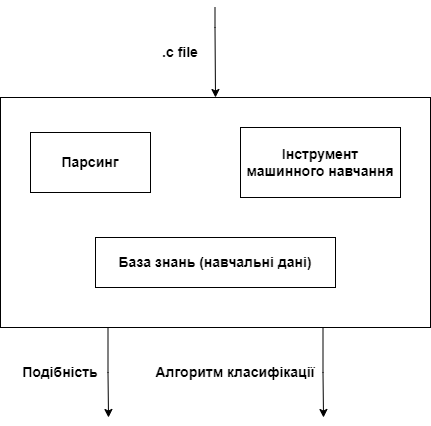 .c file
Парсинг
Інструмент
машинного навчання
База знань (навчальні дані)
Подібність
Алгоритм класифікації